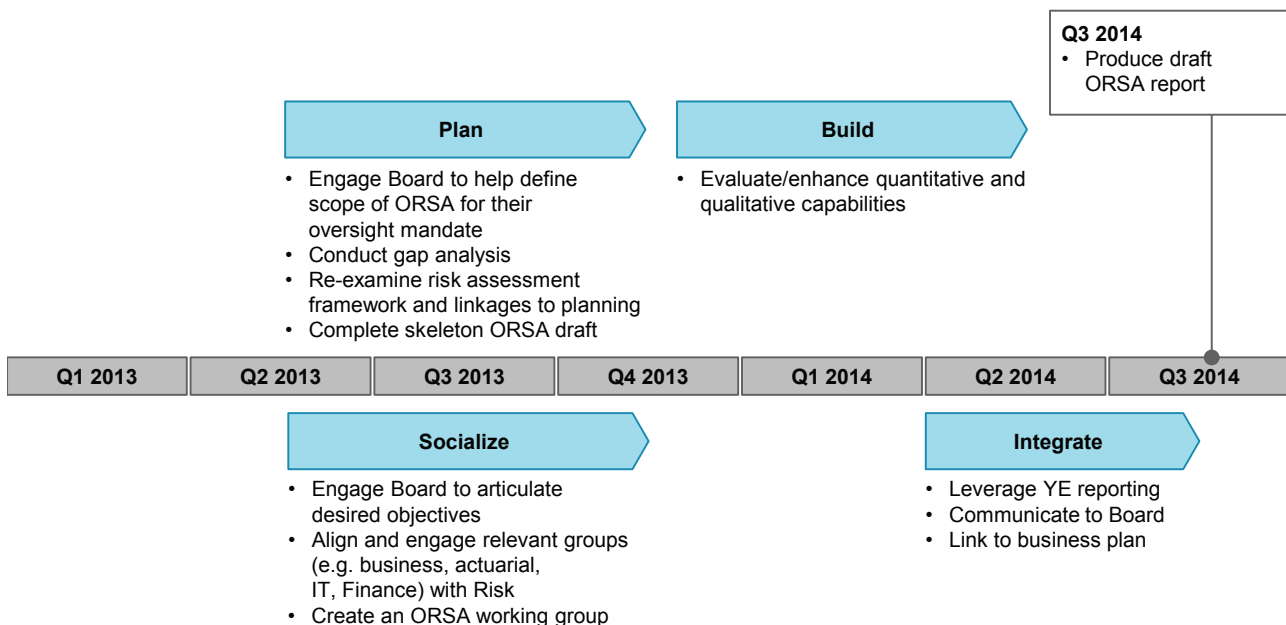 Q3 2014
• Produce draft
ORSA report
Plan
Build
• Engage Board to help define
scope of ORSA for their
oversight mandate
• Conduct gap analysis
• Re-examine risk assessment
framework and linkages to planning
• Complete skeleton ORSA draft
• Evaluate/enhance quantitative and
qualitative capabilities
Q1 2013 Q2 2013 Q3 2013 Q4 2013 Q1 2014 Q2 2014 Q3 2014
Socialize
Integrate
• Engage Board to articulate
desired objectives
• Align and engage relevant groups
(e.g. business, actuarial,
IT, Finance) with Risk
• Create an ORSA working group
• Leverage YE reporting
• Communicate to Board
• Link to business plan